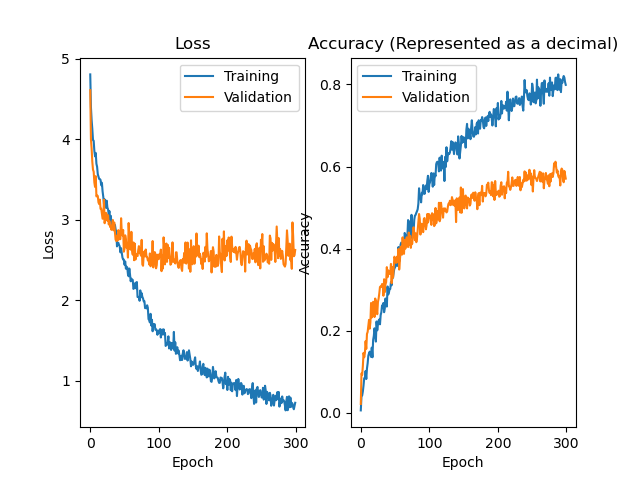 Loss
Training
Validation
5
4
3
2
1
0
100
200
300
Epoch
Loss
Accuracy (Represented as a decimal)
Training
Validation
0.8
0.6
0.4
0.2
0.0
0
100
200
300
Epoch
Accuracy